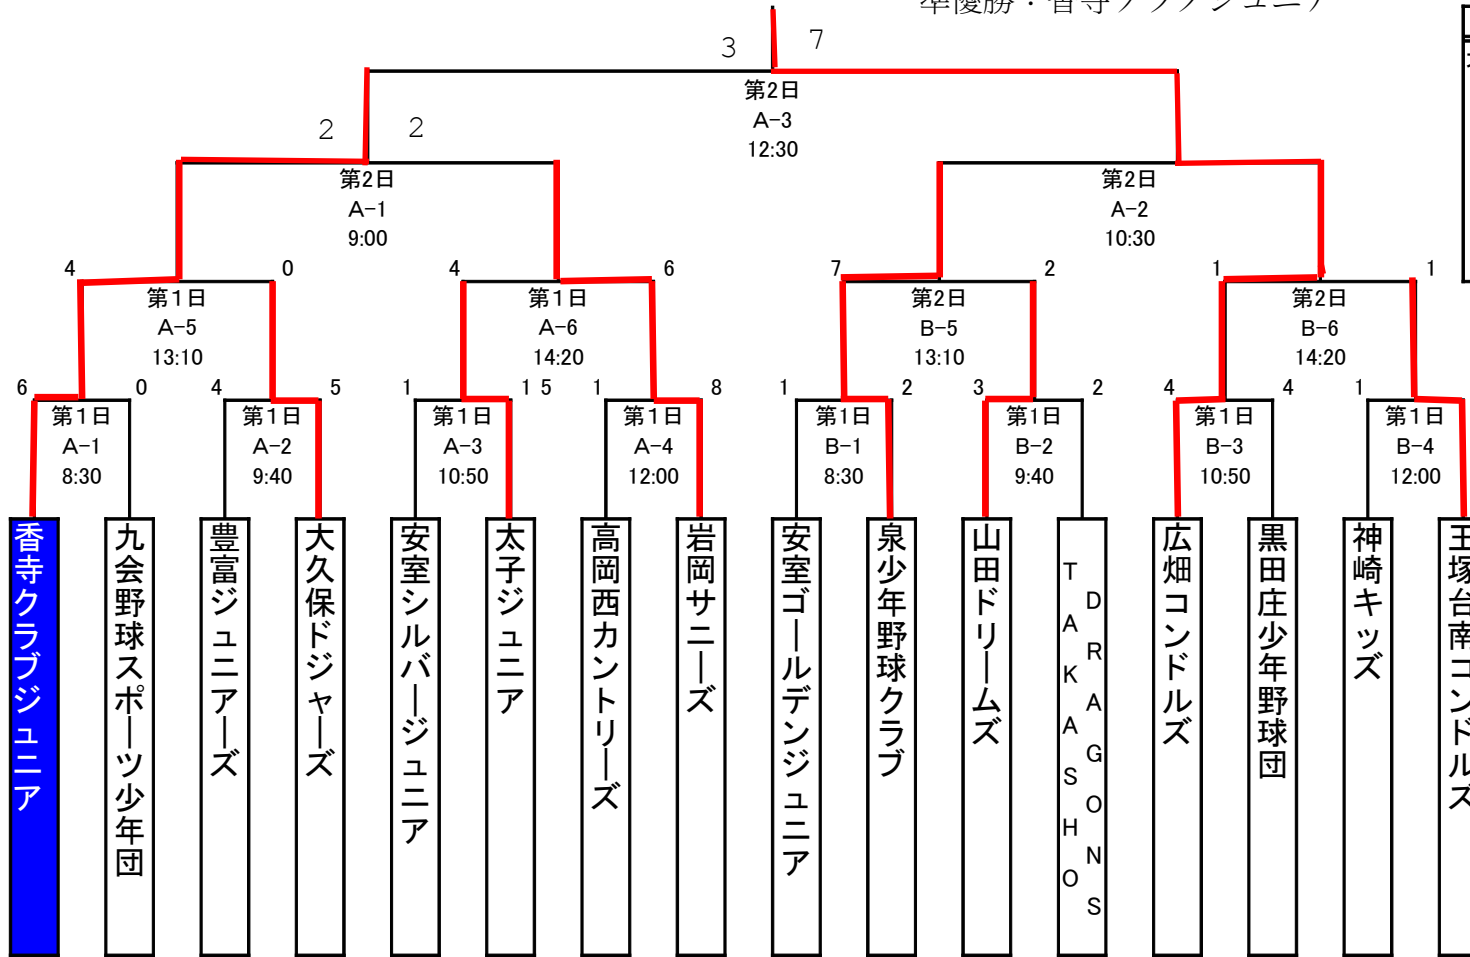 準優勝：香寺クラブジュニア
3 7
第2日
A-3
12:30
2 2
第2日
A-1
9:00
第2日
A-2
10:30
4 0 4 6 7 2 1 1
第１日
A-5
13:10
第１日
A-6
14:20
第2日
B-5
13:10
第2日
B-6
14:20
6 0 4 5 1 15 1 8 1 2 3 2 4 4 1
第１日
A-1
8:30
第１日
A-2
9:40
第１日
A-3
10:50
第１日
A-4
12:00
第1日
B-1
8:30
第1日
B-2
9:40
第１日
B-3
10:50
第１日
B-4
12:00
香寺クラブジュニア
九会野球スポーツ少年団
豊富ジュニアーズ
大久保ドジャーズ
安室シルバージュニア
太子ジュニア
高岡西カントリーズ
岩岡サニーズ
安室ゴールデンジュニア
泉少年野球クラブ
山田ドリームズ
TAKASHO
DRAGONS
広畑コンドルズ
黒田庄少年野球団
神崎キッズ
王塚台南コンドルズ